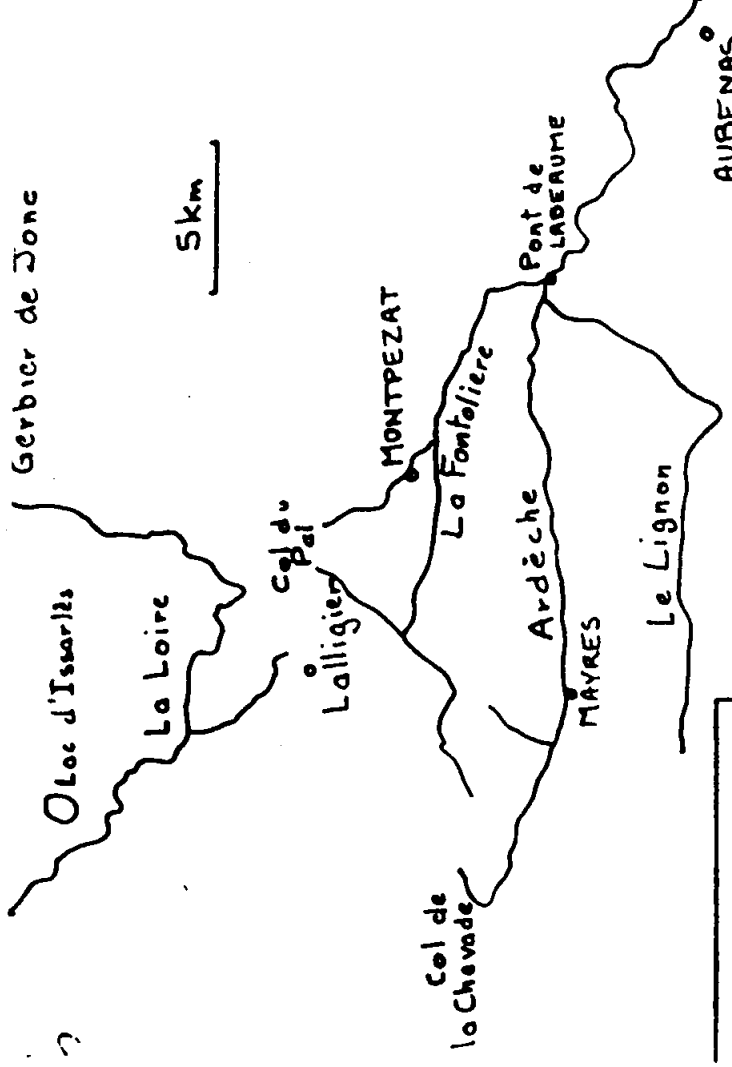 Gerbier de Jonc
5km
Lac d'Issarlès
La Loire
Col du
Pal
Lalligier
MONTPEZAT
La Fontolière
Pont de
LABEAUME
Col de
la Chavade
Ardèche
MAYRES
Le Lignon
AUBENAS